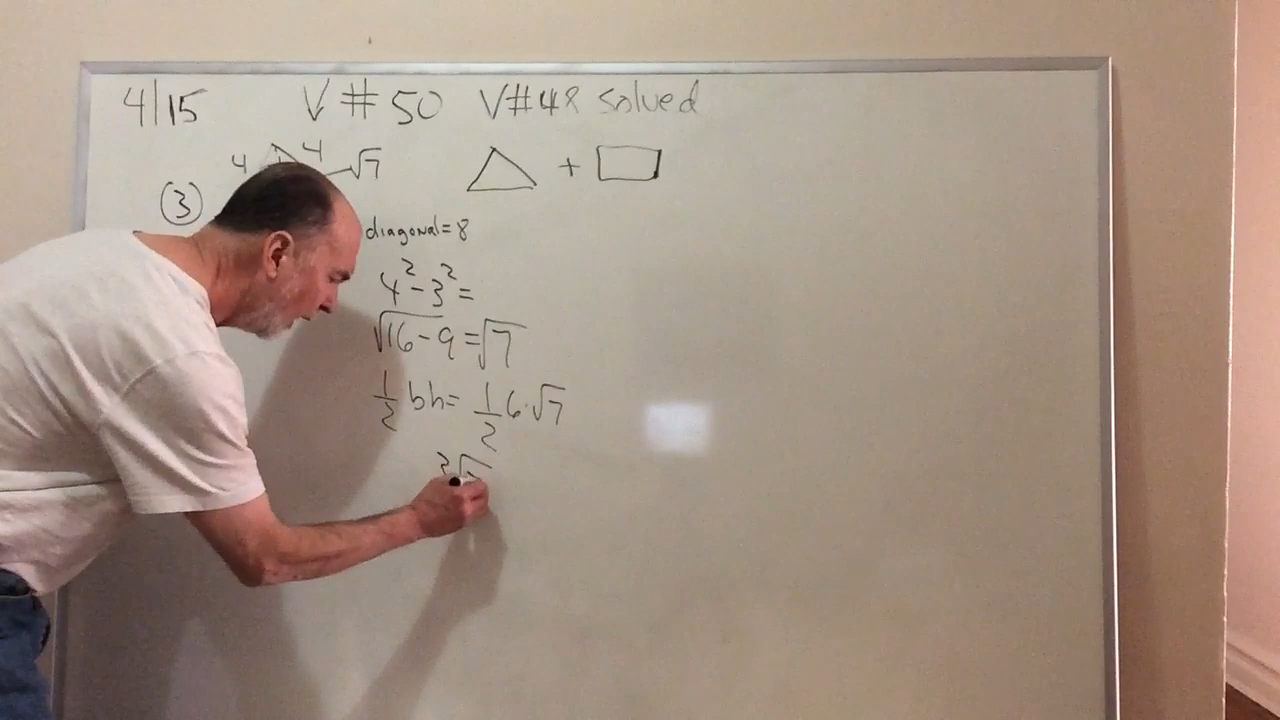 4/15 V # 50 V#48 solved
4 4 √7 +
3
diagonal=8
4²-3²=
√16-9=√7
1/2 bh= 1/2 6·√7
3√7